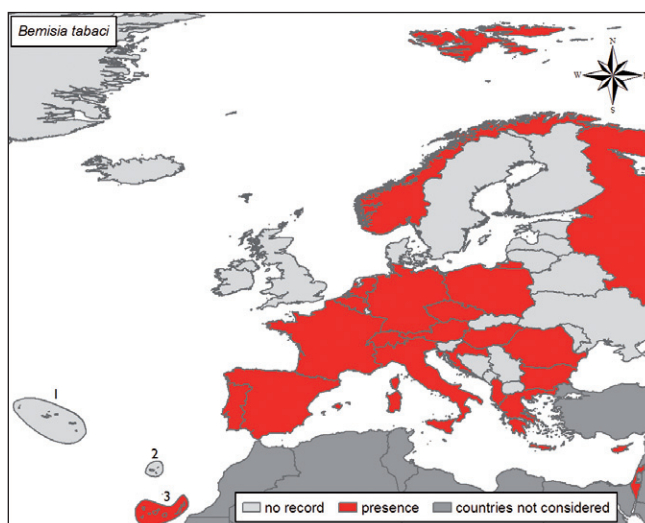 Bemisia tabaci
N
W E
S
1
2
3
no record presence countries not considered